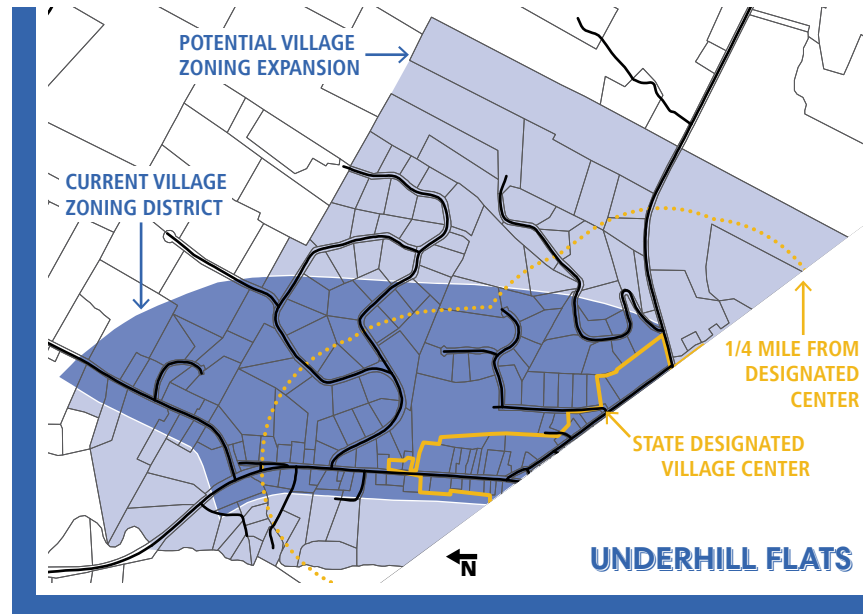 POTENTIAL VILLAGE
ZONING EXPANSION
CURRENT VILLAGE
ZONING DISTRICT
1/4 MILE FROM
DESIGNATED
CENTER
STATE DESIGNATED
VILLAGE CENTER
N
UNDERHILL FLATS